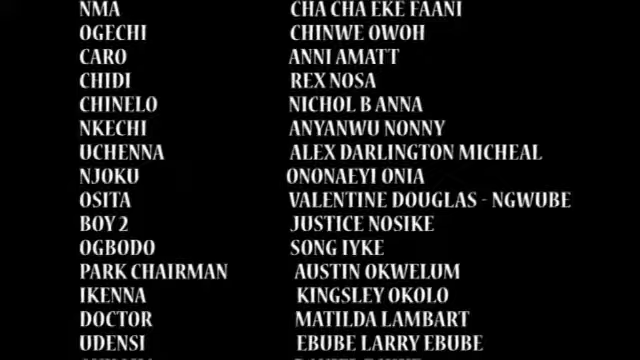 NMA CHA CHA EKE FAANI
OGECHI CHINWE OWOH
CARO ANNI AMATT
CHIDI REX NOSA
CHINELO NICHOL B ANNA
NKECHI ANYANWU NONNY
UCHENNA ALEX DARLINGTON MICHEAL
NJOKU ONONAEYI ONIA
OSITA VALENTINE DOUGLAS - NGWUBE
BOY 2 JUSTICE NOSIKE
OGBODO SONG IYKE
PARK CHAIRMAN AUSTIN OKWELUM
IKENNA KINGSLEY OKOLO
DOCTOR MATILDA LAMBART
UDENSI EBUBE LARRY EBUBE